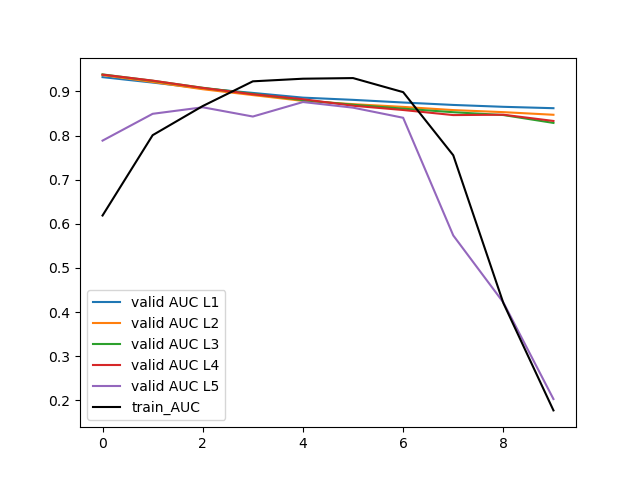 0.9
0.8
0.7
0.6
0.5
0.4
0.3
0.2
valid AUC L1
valid AUC L2
valid AUC L3
valid AUC L4
valid AUC L5
train_AUC
0 2 4 6 8